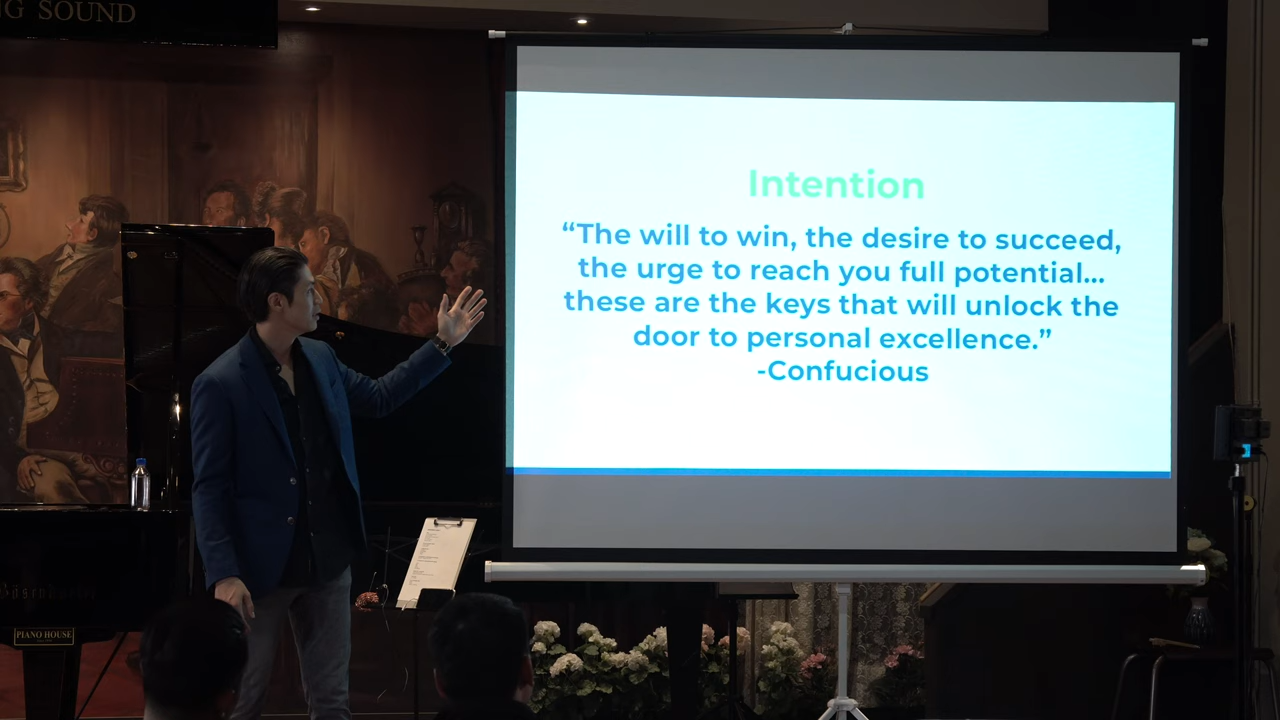 G SOUND
Intention
“The will to win, the desire to succeed,
the urge to reach you full potential...
these are the keys that will unlock the
door to personal excellence.”
-Confucious
PIANO HOUSE